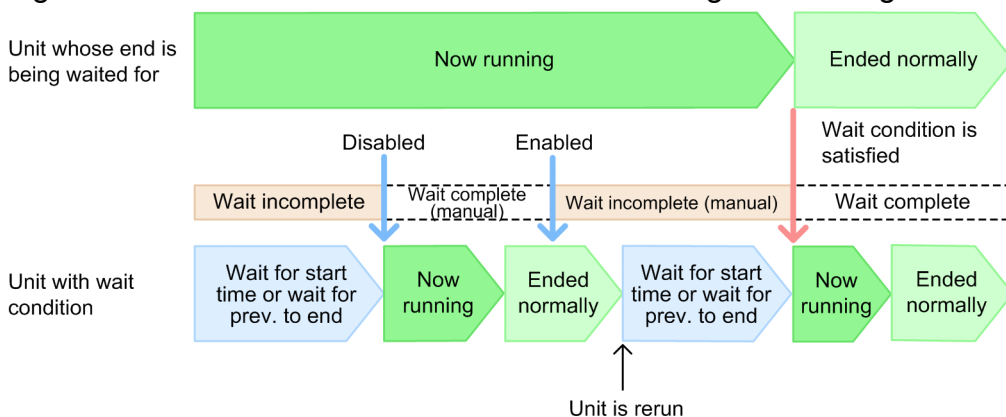 Unit whose end is
being waited for
Now running
Ended normally
Disabled
Enabled
Wait condition is
satisfied
Wait incomplete
Wait complete
(manual)
Wait incomplete (manual)
Wait complete
Unit with wait
condition
Wait for start
time or wait for
prev. to end
Now
running
Ended
normally
Wait for start
time or wait for
prev. to end
Now
running
Ended
normally
Unit is rerun